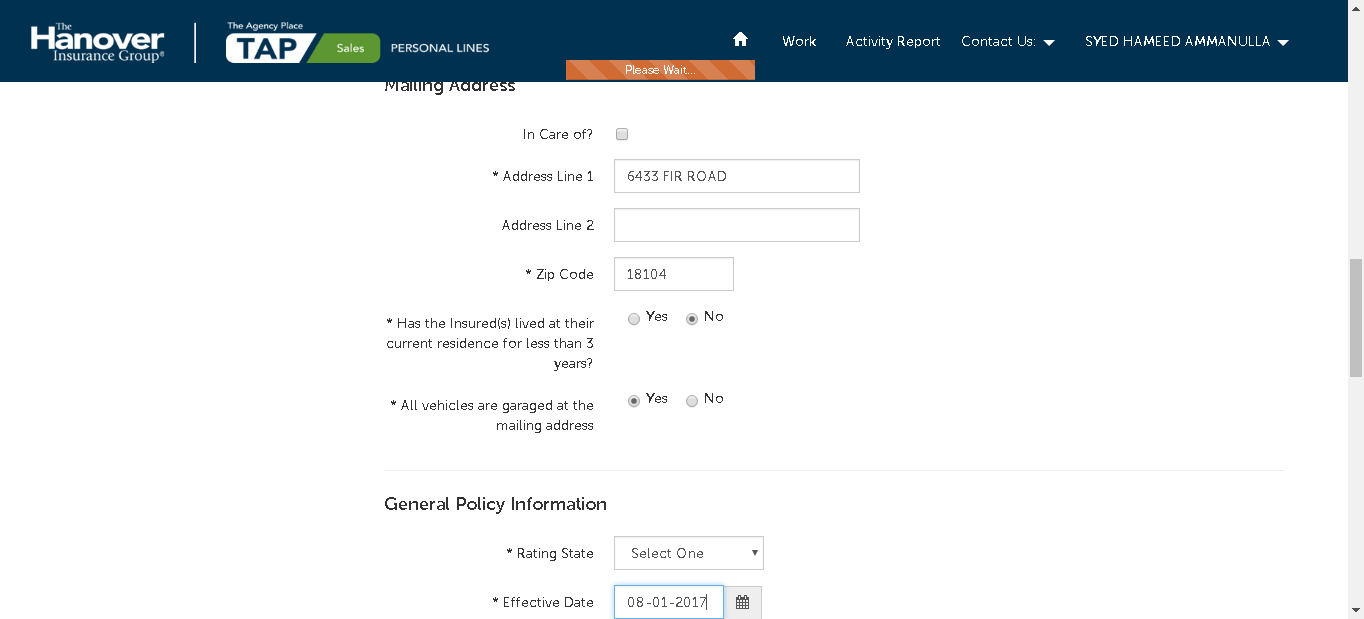 The
Hanover
Insurance Group®
The Agency Place
TAP Sales PERSONAL LINES
Work Activity Report Contact Us: SYED HAMEED AMMANULLA
Please Wait...
Mailing Address
In Care of?
* Address Line 1 6433 FIR ROAD
Address Line 2
* Zip Code 18104
* Has the Insured(s) lived at their Yes No
current residence for less than 3
years?
* All vehicles are garaged at the Yes No
mailing address
General Policy Information
* Rating State Select One
* Effective Date 08-01-2017